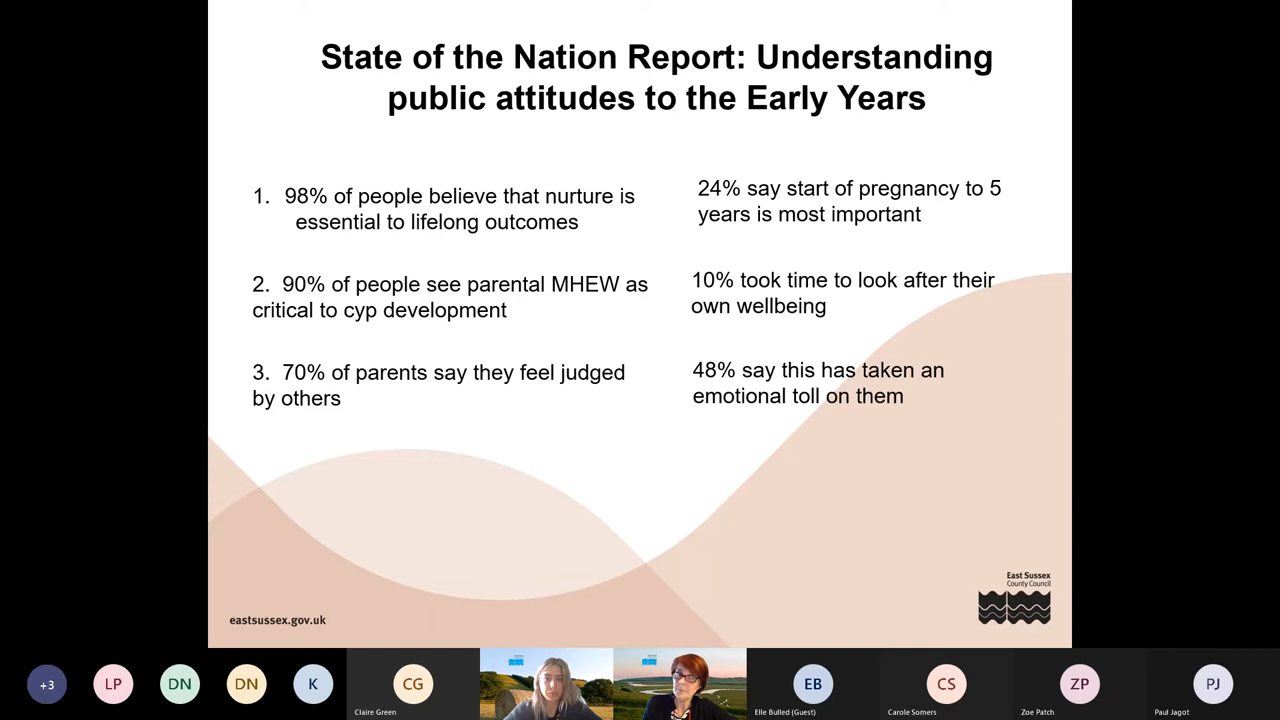 State of the Nation Report: Understanding
public attitudes to the Early Years
1. 98% of people believe that nurture is
essential to lifelong outcomes
24% say start of pregnancy to 5
years is most important
2. 90% of people see parental MHEW as
critical to cyp development
10% took time to look after their
own wellbeing
3. 70% of parents say they feel judged
by others
48% say this has taken an
emotional toll on them
eastsussex.gov.uk
East Sussex
County Council
+3
LP
DN
DN
K
CG
Claire Green
EB
Elle Bulled (Guest)
CS
Carole Somers
ZP
Zoe Patch
PJ
Paul Jagot